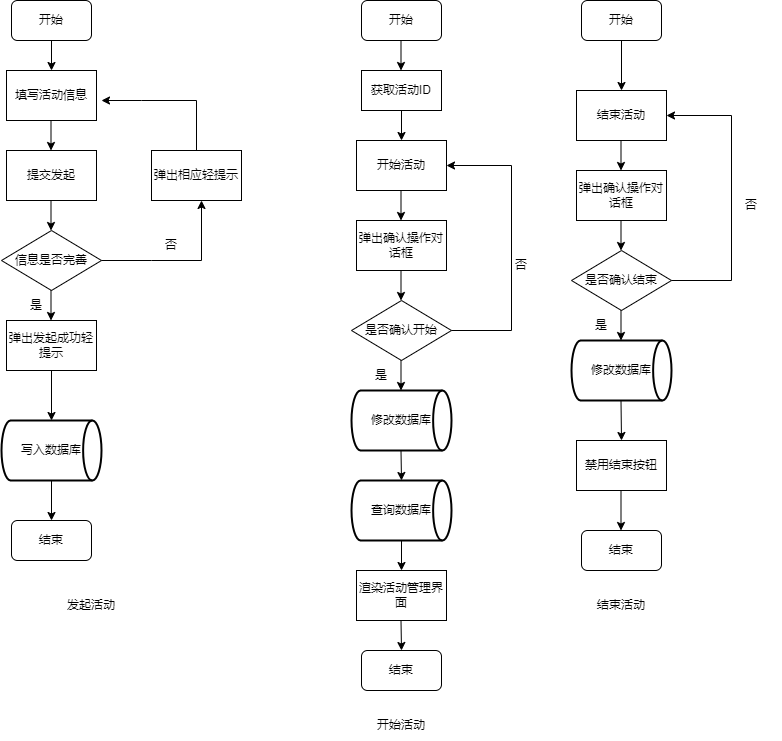 开始
填写活动信息
提交发起
弹出相应轻提示
信息是否完善
否
是
弹出发起成功轻
提示
写入数据库
结束
发起活动
开始
获取活动ID
开始活动
弹出确认操作对
话框
否
是否确认开始
是
修改数据库
查询数据库
渲染活动管理界
面
结束
开始活动
开始
结束活动
弹出确认操作对
话框
否
是否确认结束
是
修改数据库
禁用结束按钮
结束
结束活动